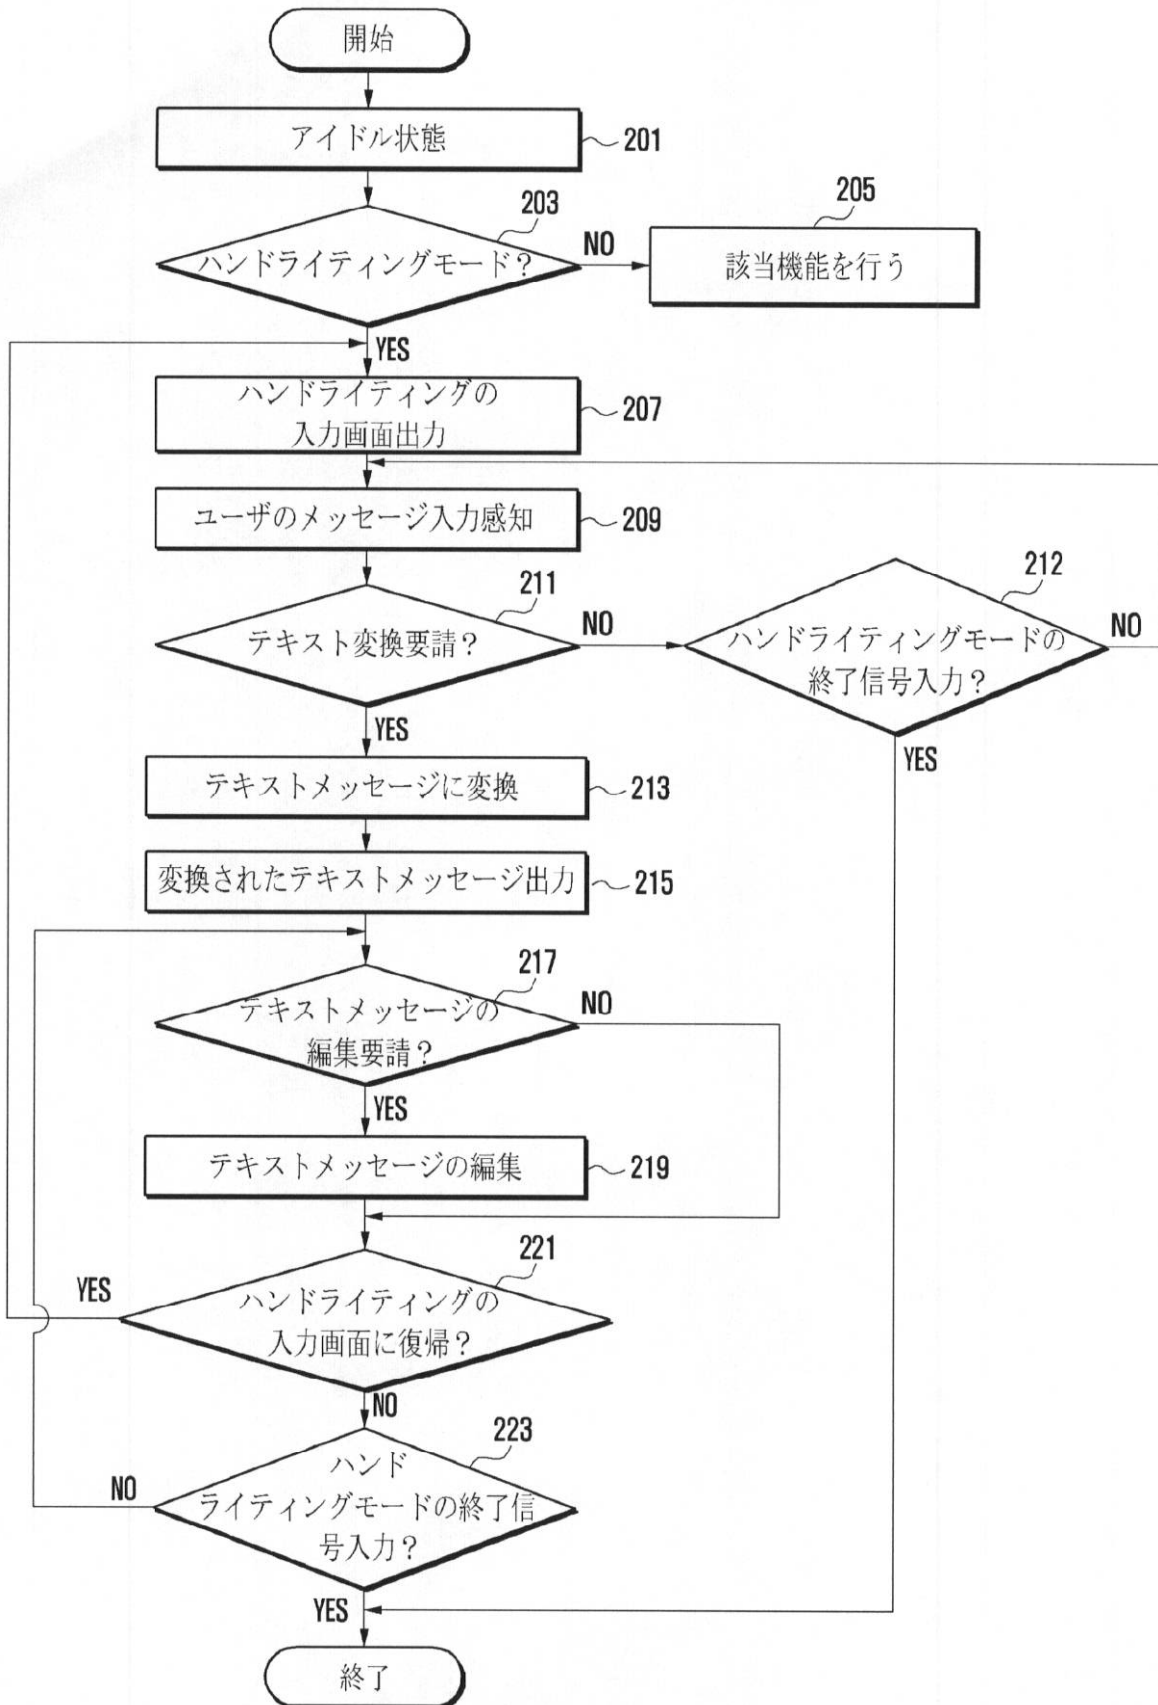 開始
アイドル状態
201
203
ハンドライティングモード?
NO
205
該当機能を行う
YES
ハンドライティングの
入力画面出力
207
ユーザのメッセージ入力感知
209
211
テキスト変換要請?
NO
212
ハンドライティングモードの
終了信号入力?
NO
YES
YES
テキストメッセージに変換
213
変換されたテキストメッセージ出力
215
217
テキストメッセージの
編集要請?
NO
YES
テキストメッセージの編集
219
221
ハンドライティングの
入力画面に復帰?
YES
NO
223
ハンド
ライティングモードの終了信
号入力?
NO
YES
終了